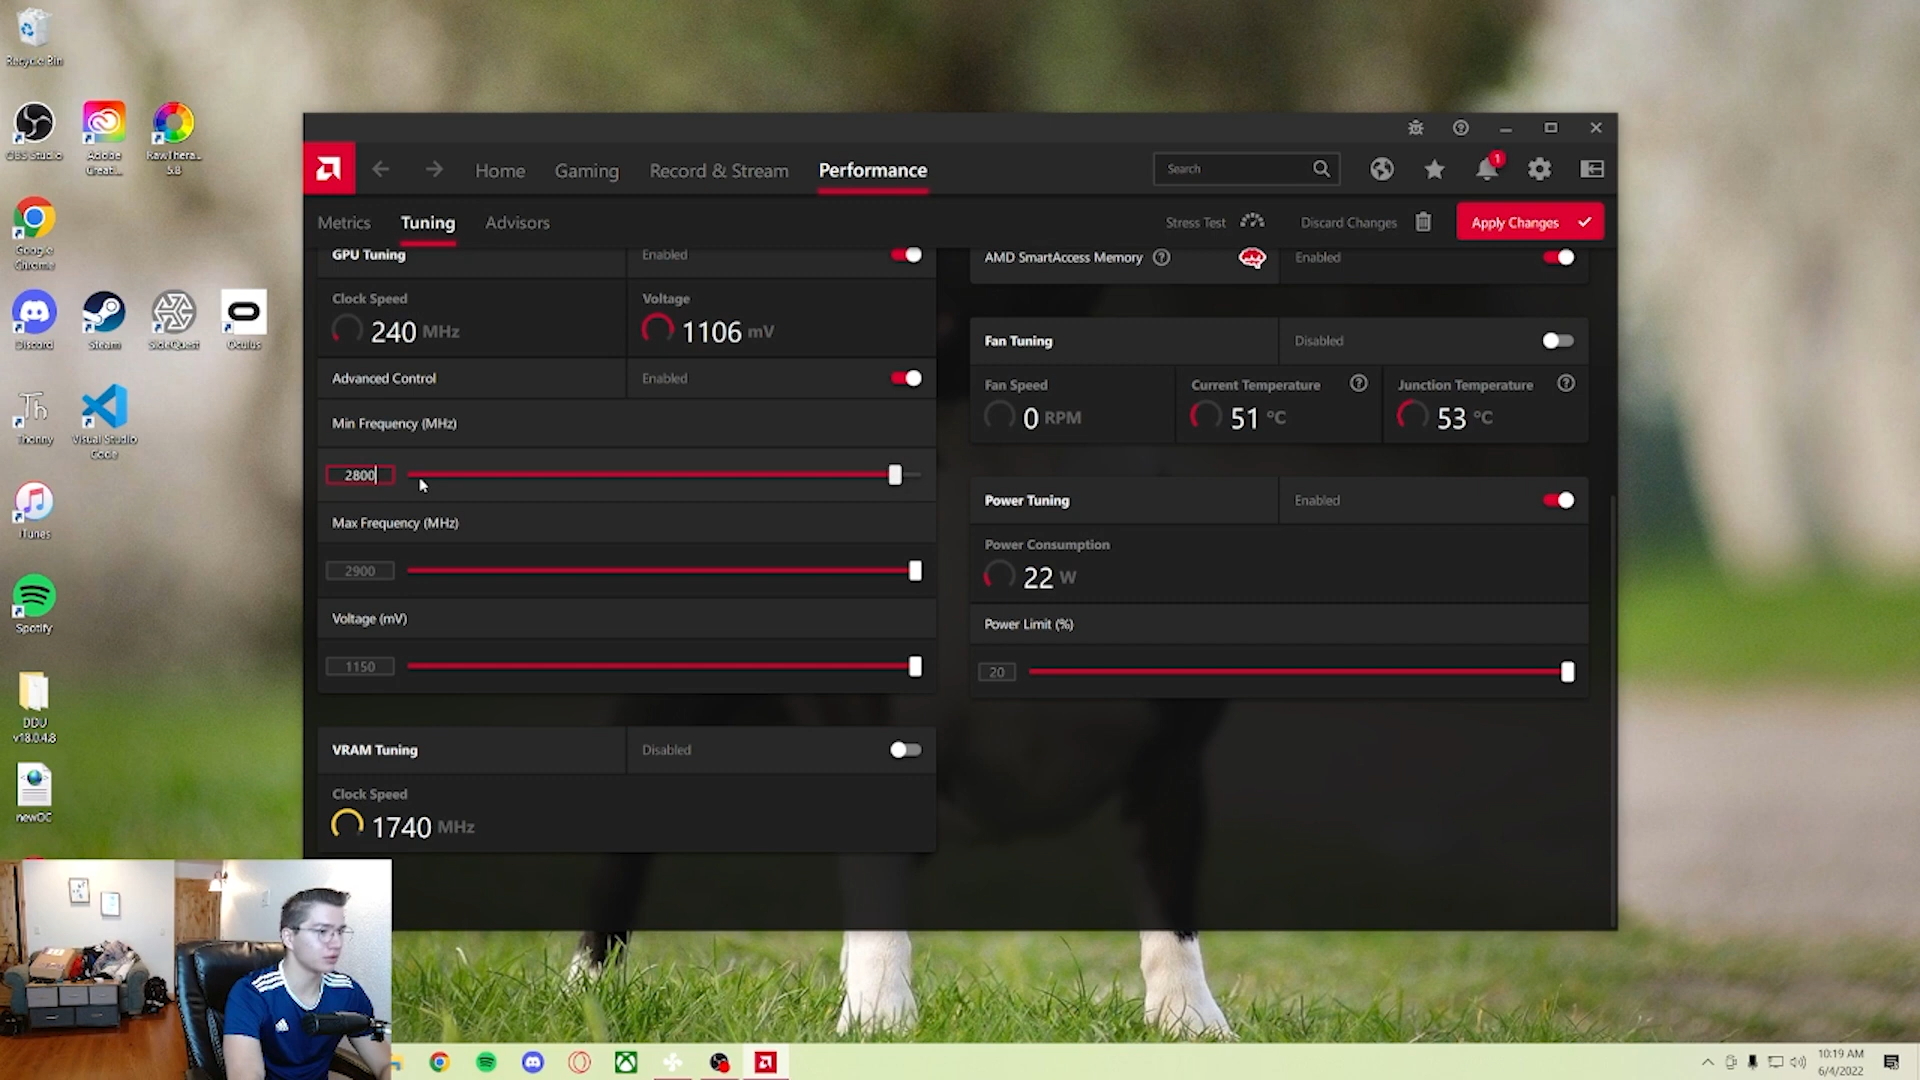 Recycle Bin
OBS Studio
Adobe
Creati...
RawThera...
5.8
Google
Chrome
Discord
Steam
SideQuest
Oculus
Thonny
Visual Studio
Code
iTunes
Spotify
DDU
v18.0.4.8
newOC
Home
Gaming
Record & Stream
Performance
Search
1
Metrics
Tuning
Advisors
Stress Test
Discard Changes
Apply Changes
GPU Tuning
Enabled
Clock Speed
240 MHz
Voltage
1106 mV
Advanced Control
Enabled
Min Frequency (MHz)
2800
Max Frequency (MHz)
2900
Voltage (mV)
1150
VRAM Tuning
Disabled
Clock Speed
1740 MHz
AMD SmartAccess Memory
Enabled
Fan Tuning
Disabled
Fan Speed
0 RPM
Current Temperature
51 °C
Junction Temperature
53 °C
Power Tuning
Enabled
Power Consumption
22 W
Power Limit (%)
20
10:19 AM
6/4/2022